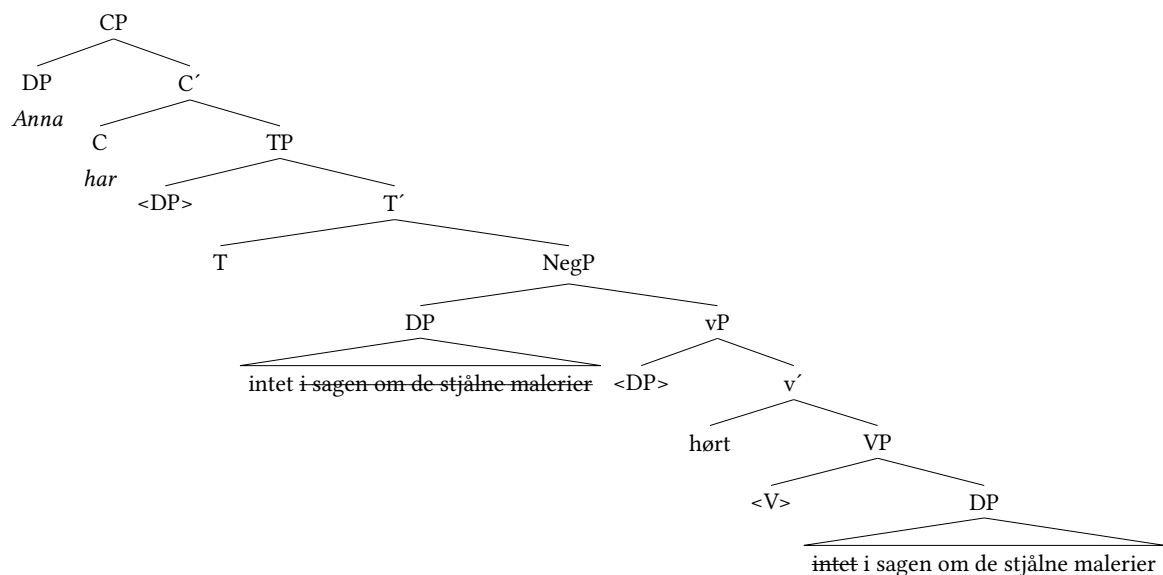 CP
DP C´
Anna
C TP
har
<DP> T´
T NegP
DP vP
intet i sagen om de stjålne malerier <DP> v´
hørt VP
<V> DP
intet i sagen om de stjålne malerier